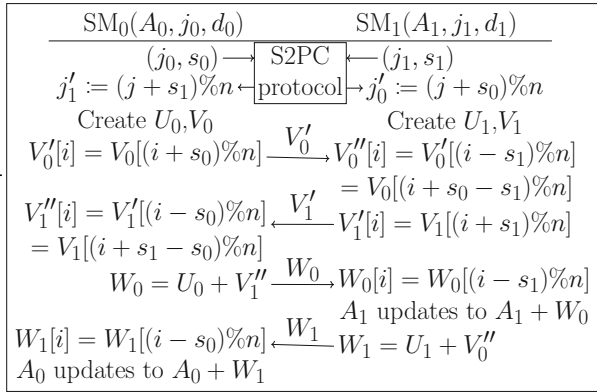 SM₀(A₀, j₀, d₀) SM₁(A₁, j₁, d₁)
(j₀, s₀) S2PC (j₁, s₁)
j′₁ := (j + s₁)%n protocol j′₀ := (j + s₀)%n
Create U₀,V₀ Create U₁,V₁
V′₀[i] = V₀[(i + s₀)%n] V′₀ V″₀[i] = V′₀[(i − s₁)%n]
= V₀[(i + s₀ − s₁)%n]
V″₁[i] = V′₁[(i − s₀)%n] V′₁ V′₁[i] = V₁[(i + s₁)%n]
= V₁[(i + s₁ − s₀)%n]
W₀ = U₀ + V″₁ W₀ W₀[i] = W₀[(i − s₁)%n]
A₁ updates to A₁ + W₀
W₁[i] = W₁[(i − s₀)%n] W₁ W₁ = U₁ + V″₀
A₀ updates to A₀ + W₁